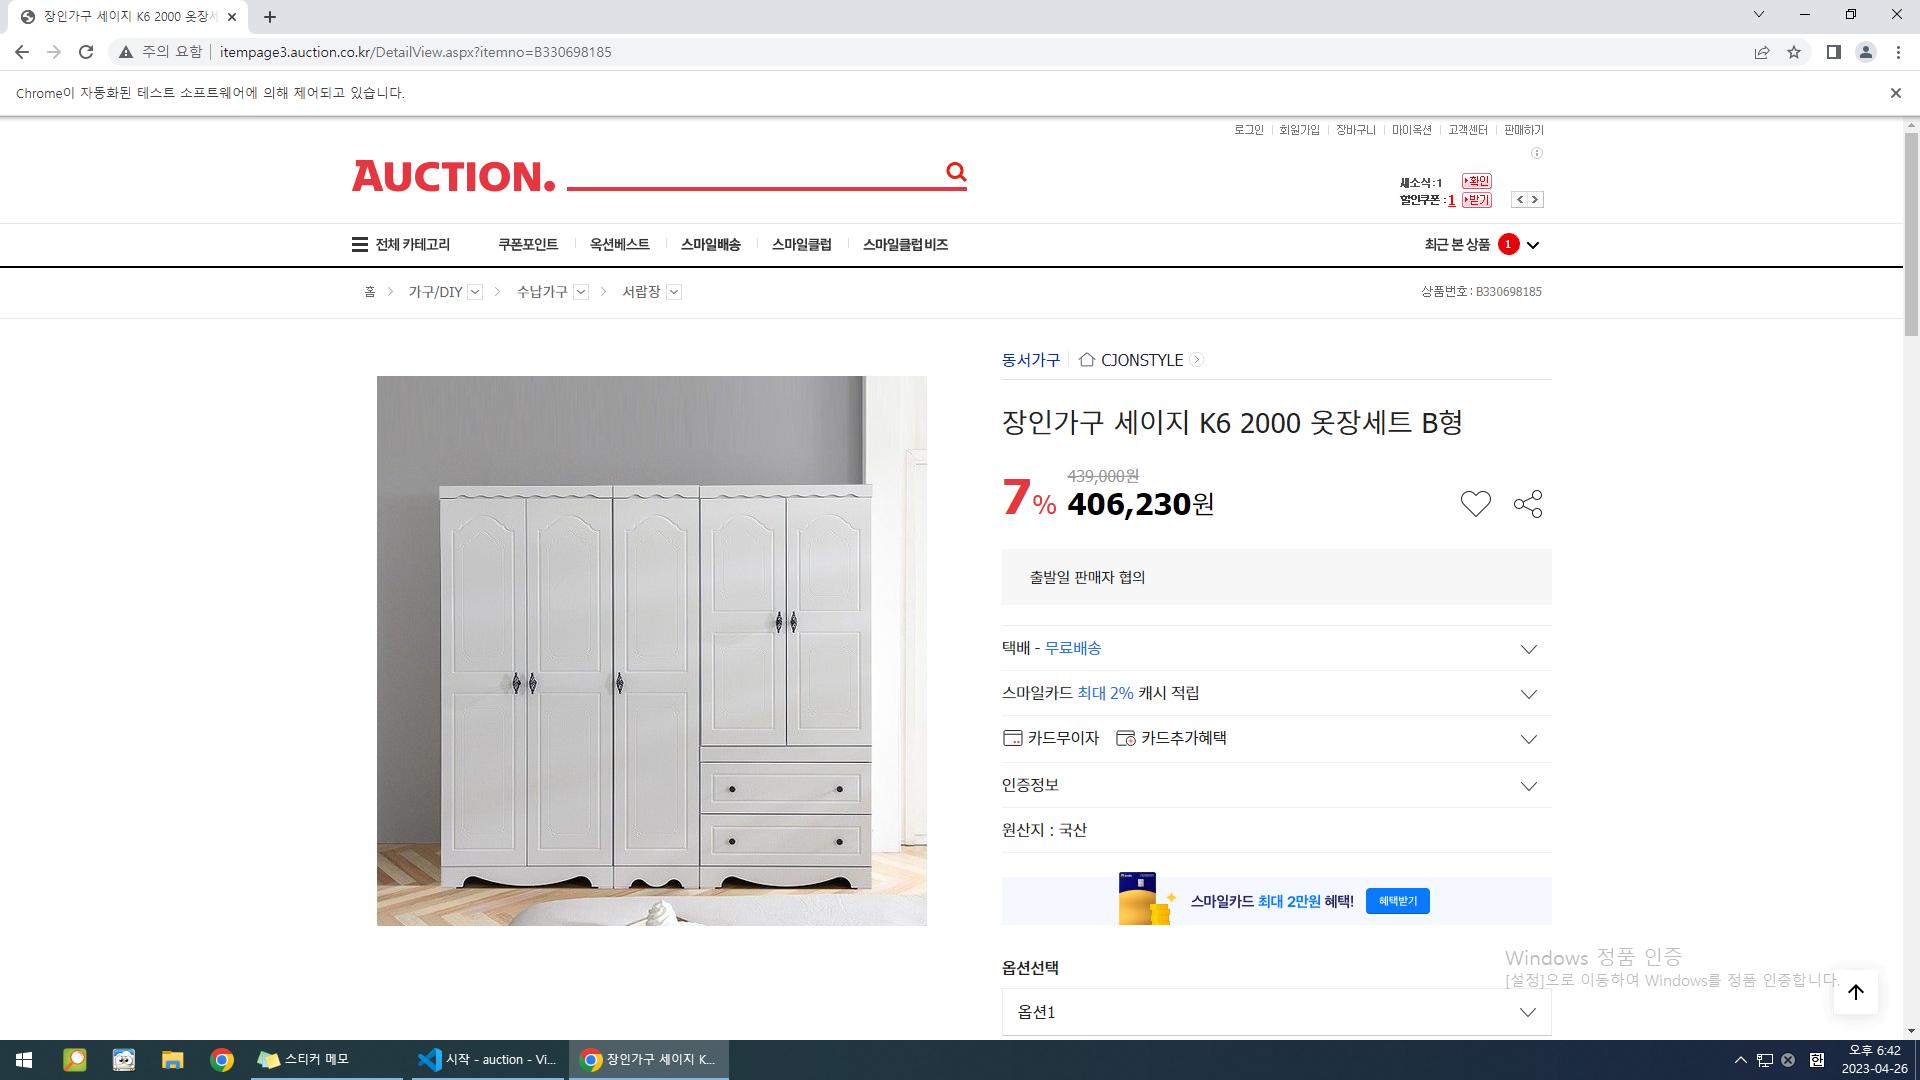 장인가구 세이지 K6 2000 옷장세
주의 요함 itempage3.auction.co.kr/DetailView.aspx?itemno=B330698185
Chrome이 자동화된 테스트 소프트웨어에 의해 제어되고 있습니다.
로그인 회원가입 장바구니 마이옥션 고객센터 판매하기
AUCTION.
새소식 : 1 확인
할인쿠폰 : 1 받기
전체 카테고리 쿠폰포인트 옥션베스트 스마일배송 스마일클럽 스마일클럽 비즈 최근 본 상품 1
홈 가구/DIY 수납가구 서랍장 상품번호 : B330698185
동서가구 CJONSTYLE
장인가구 세이지 K6 2000 옷장세트 B형
439,000원
7% 406,230원
출발일 판매자 협의
택배 - 무료배송
스마일카드 최대 2% 캐시 적립
카드무이자 카드추가혜택
인증정보
원산지 : 국산
스마일카드 최대 2만원 혜택! 혜택받기
옵션선택
옵션1
Windows 정품 인증
[설정]으로 이동하여 Windows를 정품 인증합니다.
스티커 메모 시작 - auction - Vi... 장인가구 세이지 K... 한 오후 6:42
2023-04-26